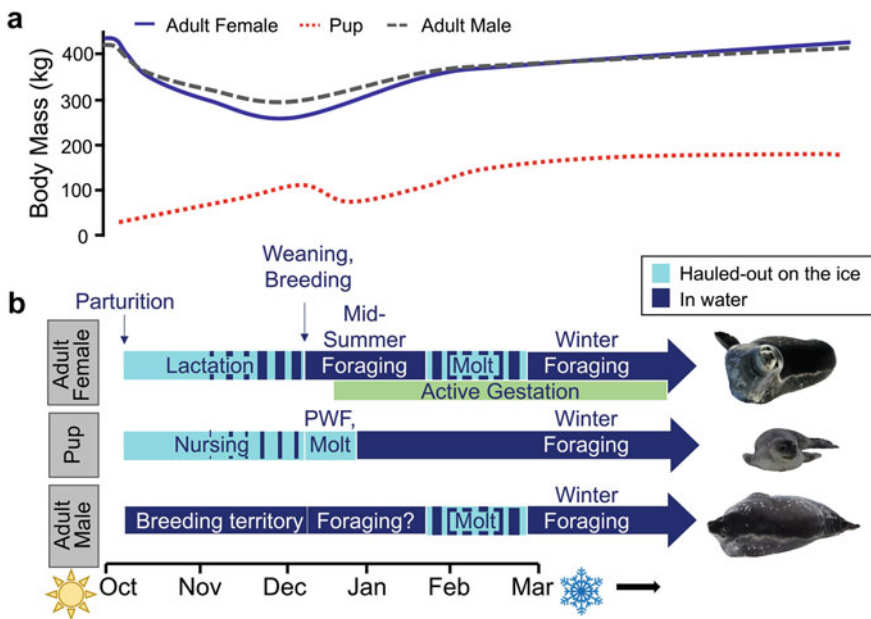 a
Adult Female Pup Adult Male
Body Mass (kg)
400
300
200
100
0
b
Parturition
Weaning,
Breeding
Hauled-out on the ice
In water
Adult
Female
Lactation
Mid-
Summer
Foraging
Molt
Winter
Foraging
Active Gestation
Pup
Nursing
PWF,
Molt
Winter
Foraging
Adult
Male
Breeding territory
Foraging?
Molt
Winter
Foraging
Oct Nov Dec Jan Feb Mar